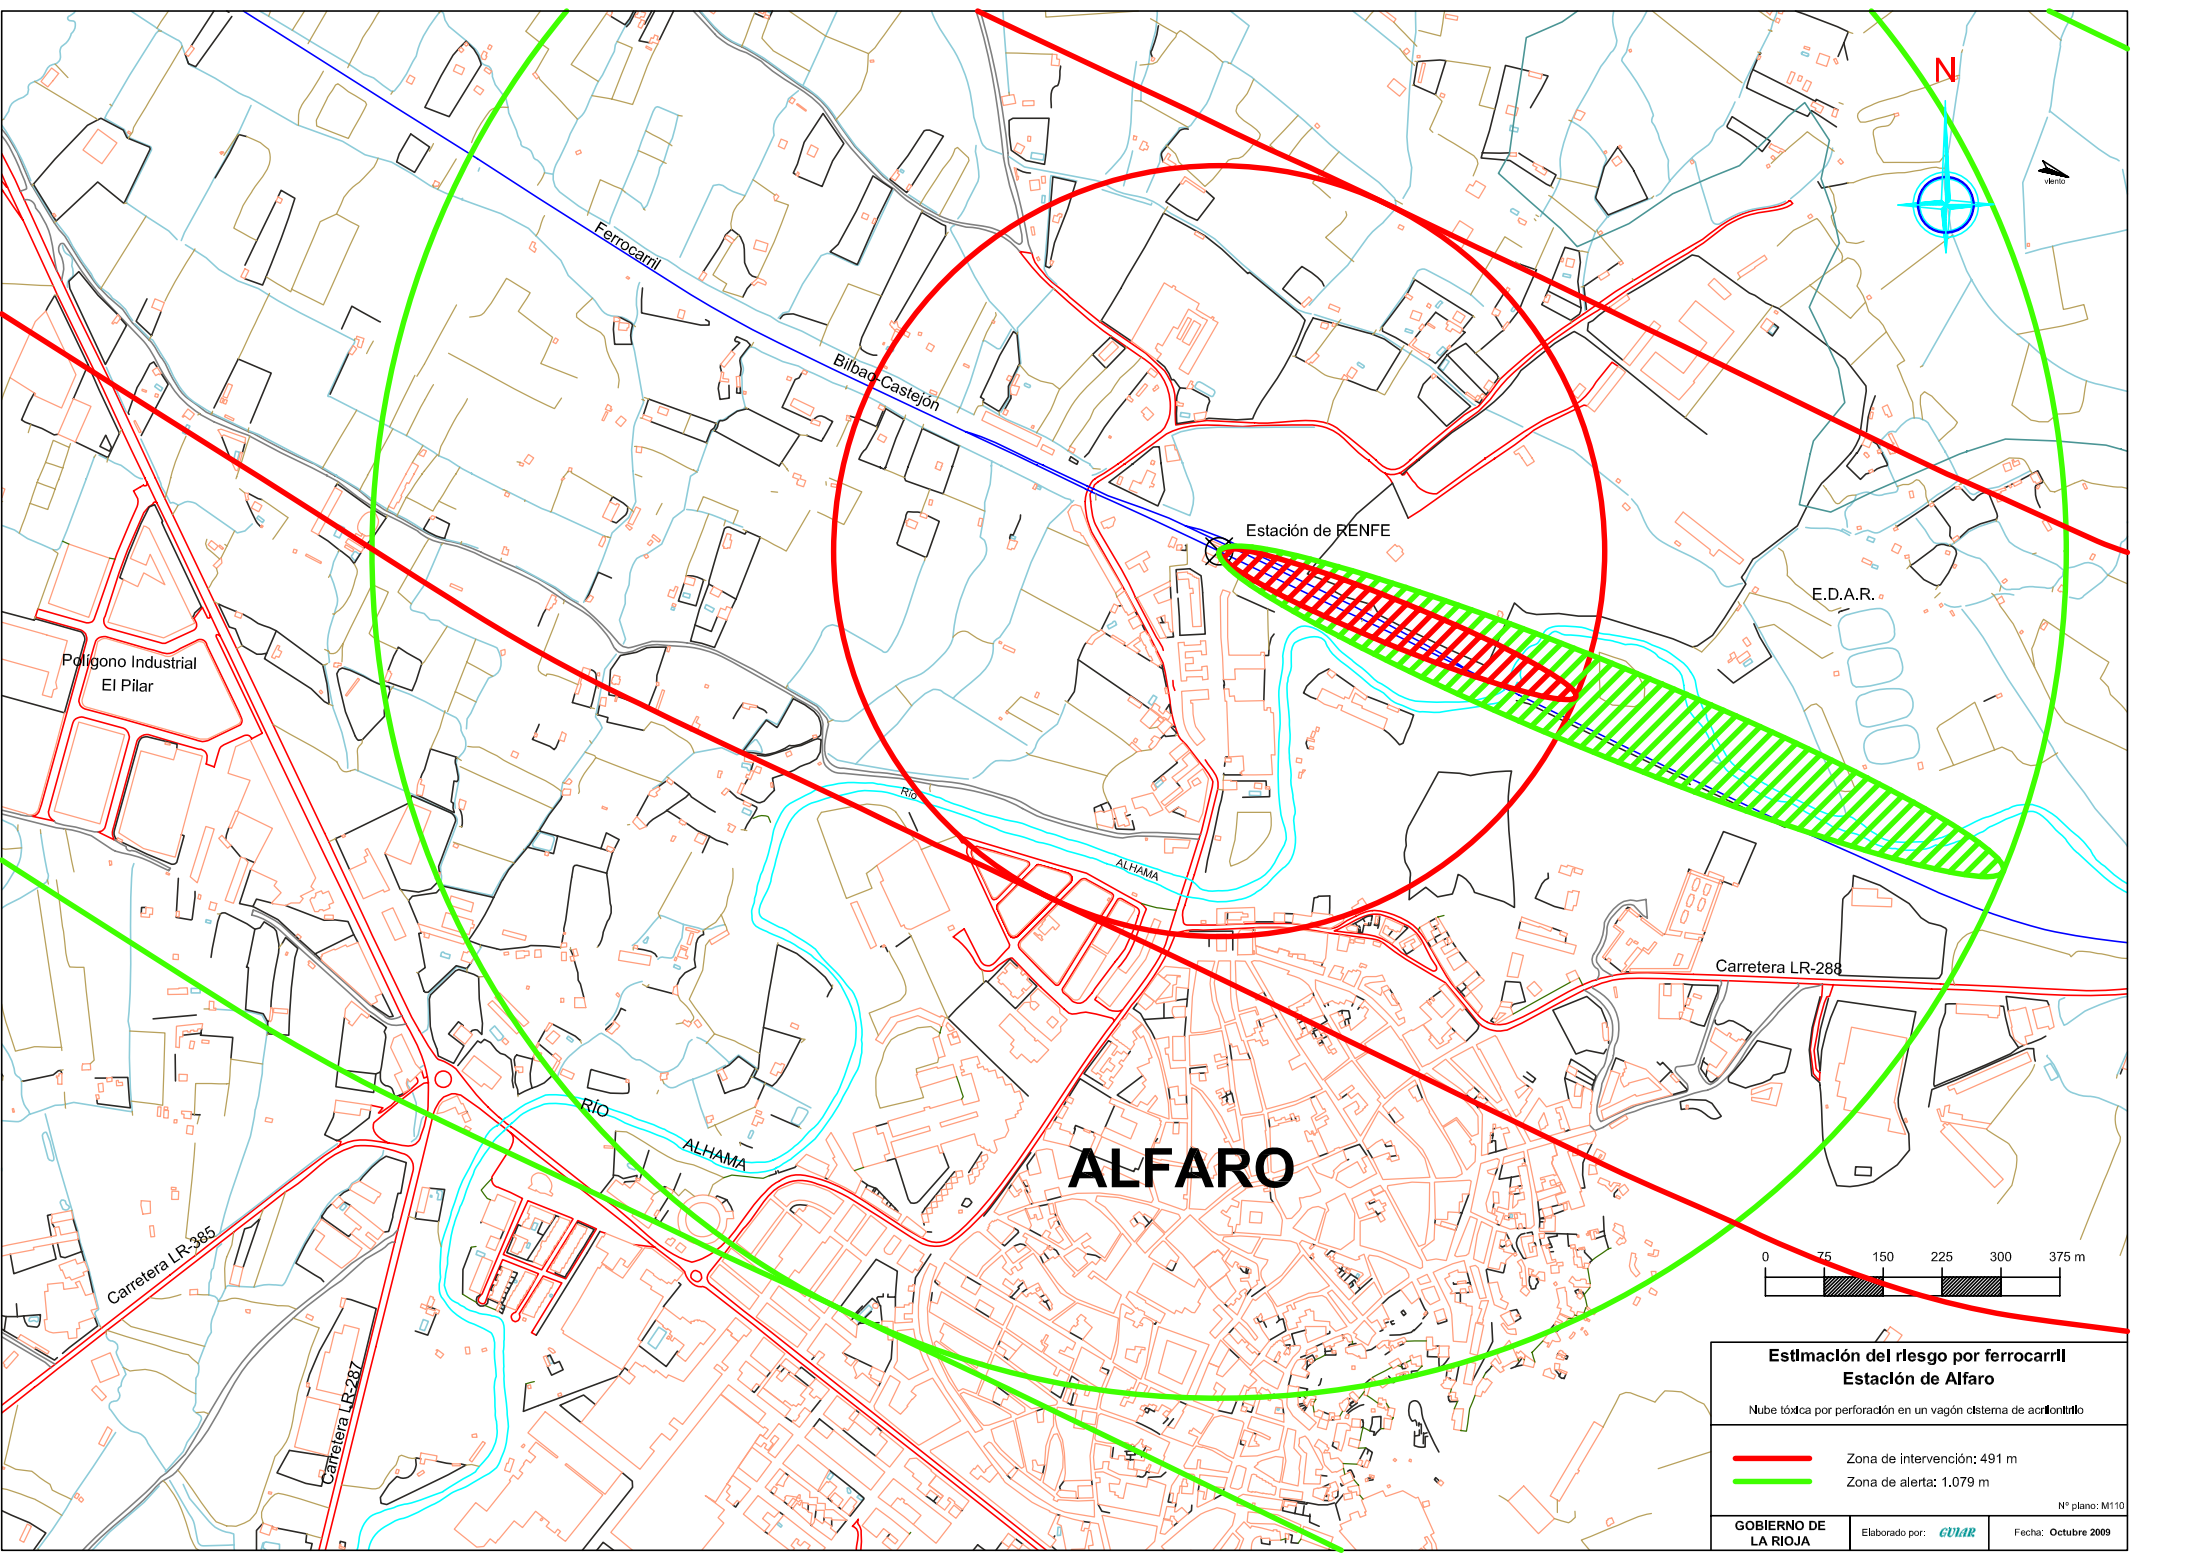 N
viento
Ferrocarril
Bilbao-Castejón
Estación de RENFE
E.D.A.R.
Polígono Industrial
El Pilar
Río
ALHAMA
Carretera LR-288
RÍO
ALHAMA
ALFARO
Carretera LR-385
Carretera LR-287
0 75 150 225 300 375 m
Estimación del riesgo por ferrocarril
Estación de Alfaro
Nube tóxica por perforación en un vagón cisterna de acrilonitrilo
Zona de intervención: 491 m
Zona de alerta: 1.079 m
Nº plano: M110
GOBIERNO DE
LA RIOJA
Elaborado por: GUIAR
Fecha: Octubre 2009